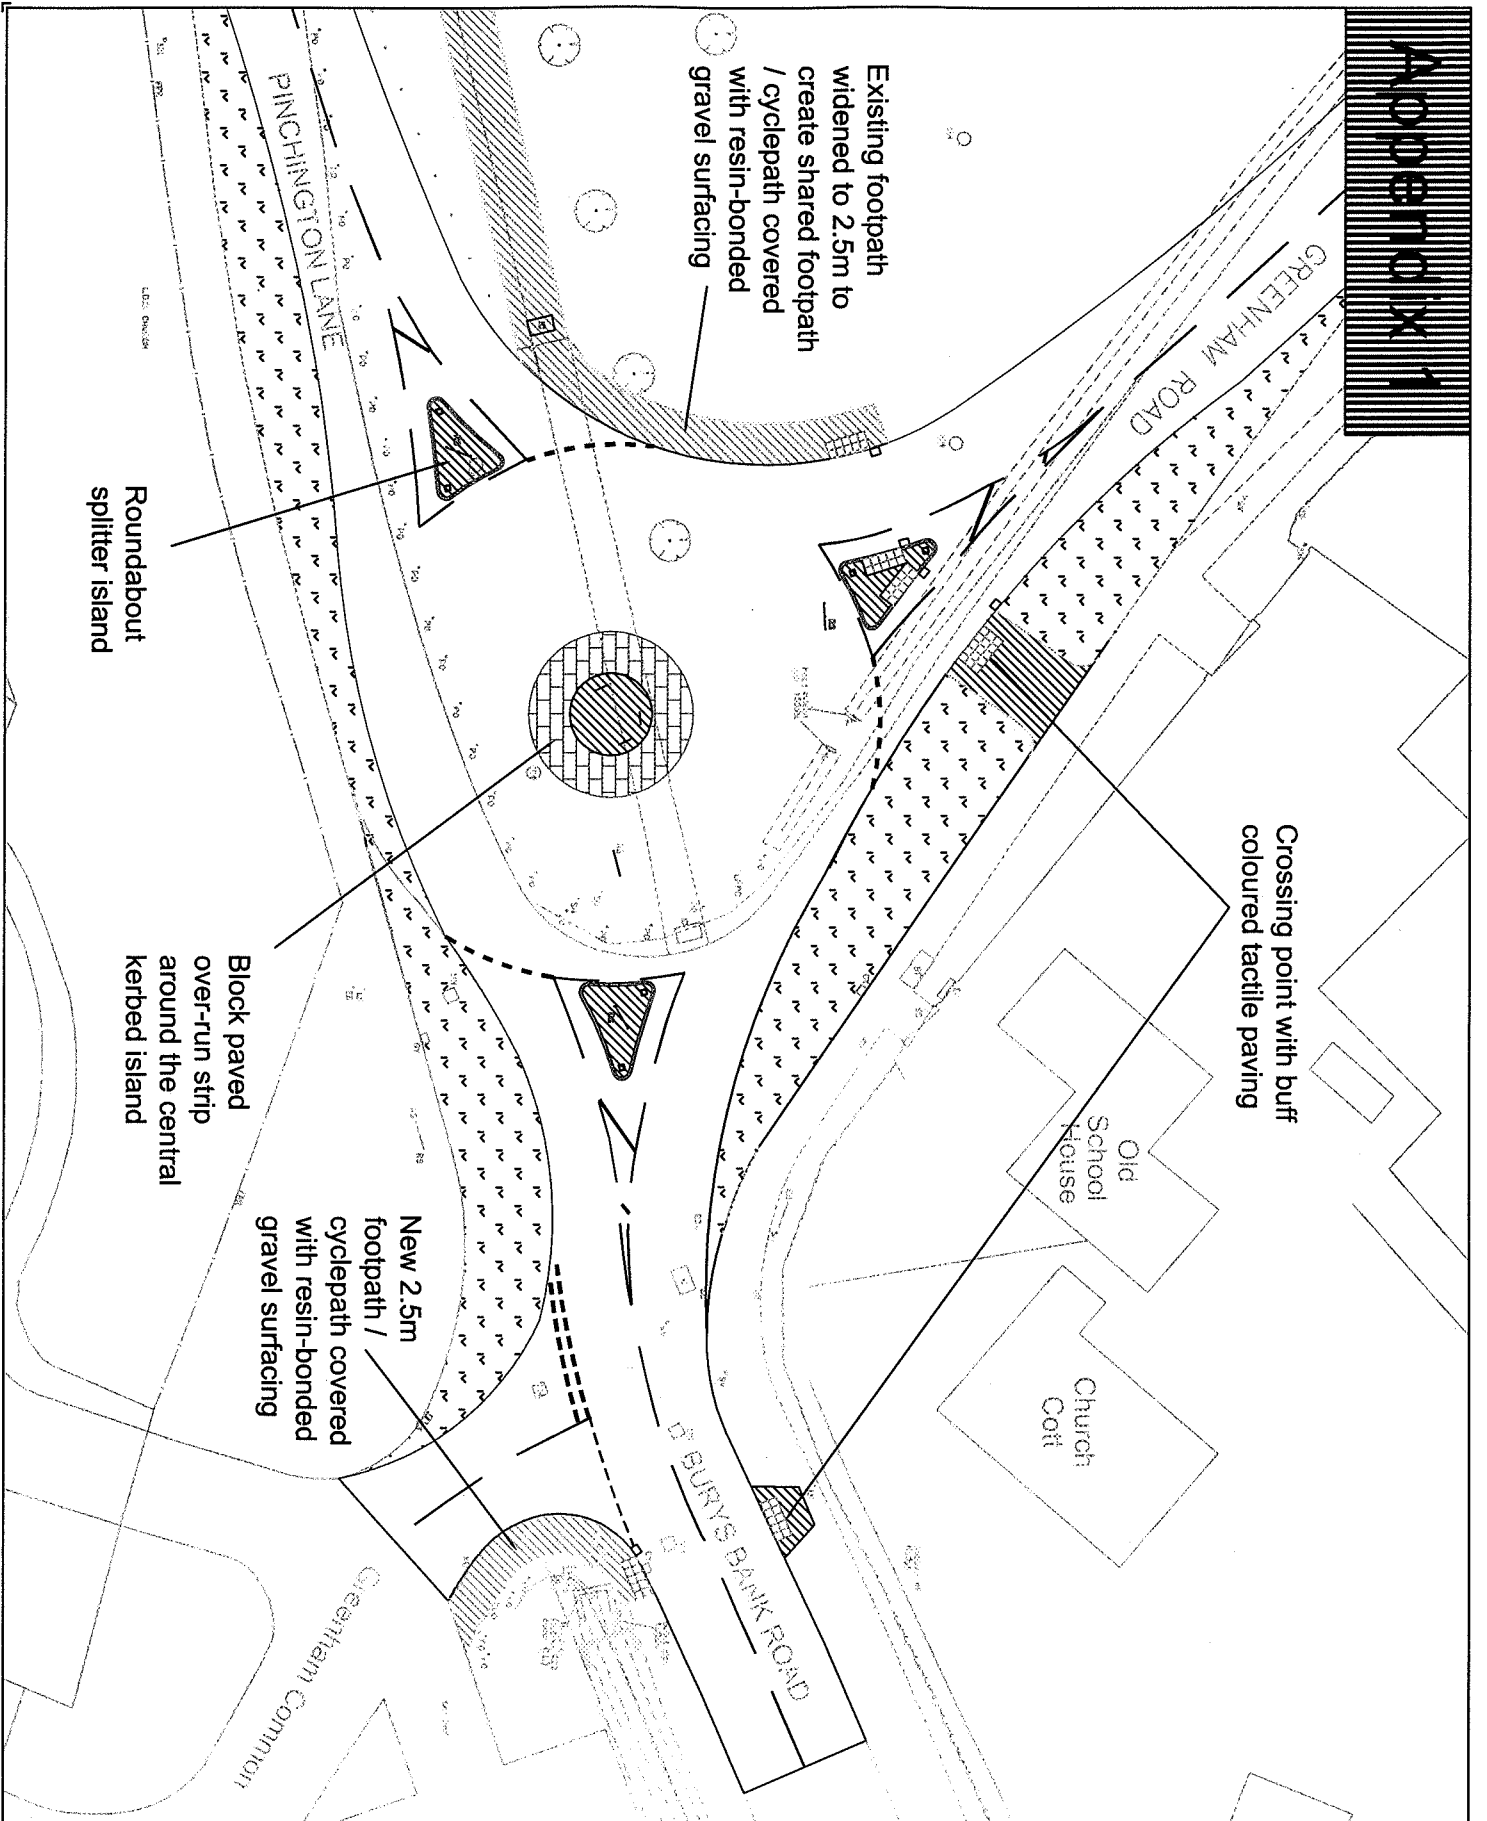 Appendix 1
GREENHAM ROAD
PINCHINGTON LANE
Existing footpath
widened to 2.5m to
create shared footpath
/ cyclepath covered
with resin-bonded
gravel surfacing
Crossing point with buff
coloured tactile paving
Roundabout
splitter island
Block paved
over-run strip
around the central
kerbed island
New 2.5m
footpath /
cyclepath covered
with resin-bonded
gravel surfacing
Old
School
House
Church
Cott
BURYS BANK ROAD
Greenham Common